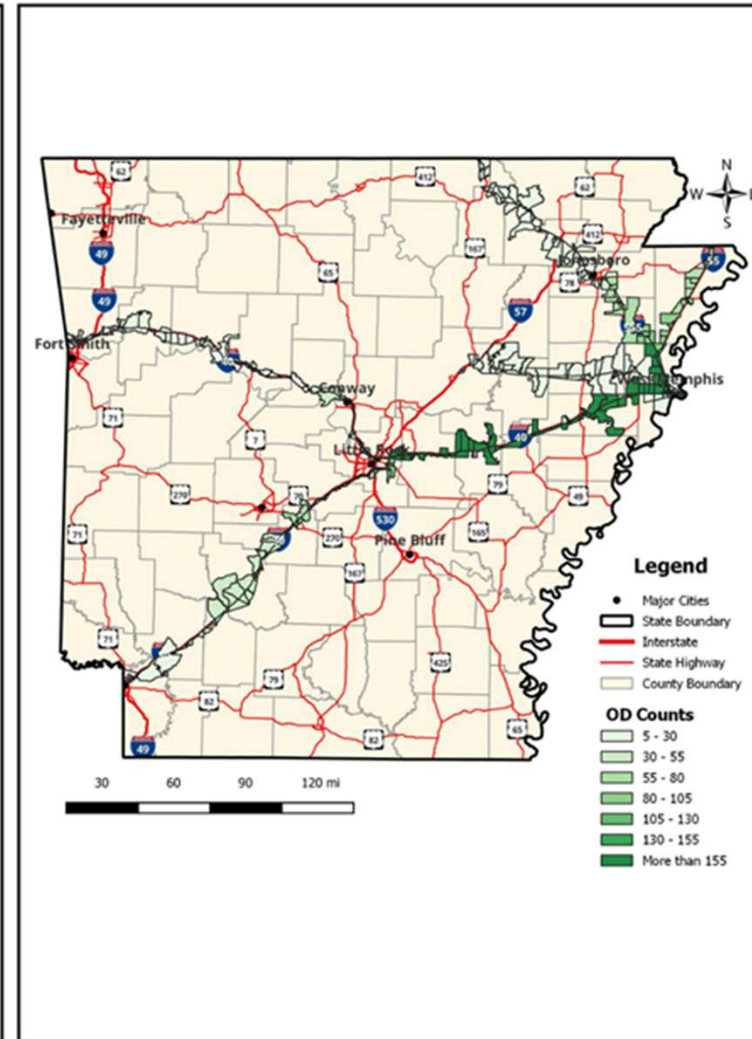 N
W
S
62
412
62
Fayetteville
412
49
167
Jonesboro
55
65
78
49
57
Fort Smith
West Memphis
Conway
71
7
40
Little Rock
79
270
70
49
530
71
270
165
Pine Bluff
167
71
425
79
82
65
82
49
Legend
Major Cities
State Boundary
Interstate
State Highway
County Boundary
OD Counts
5 - 30
30 - 55
55 - 80
80 - 105
105 - 130
130 - 155
More than 155
30 60 90 120 mi